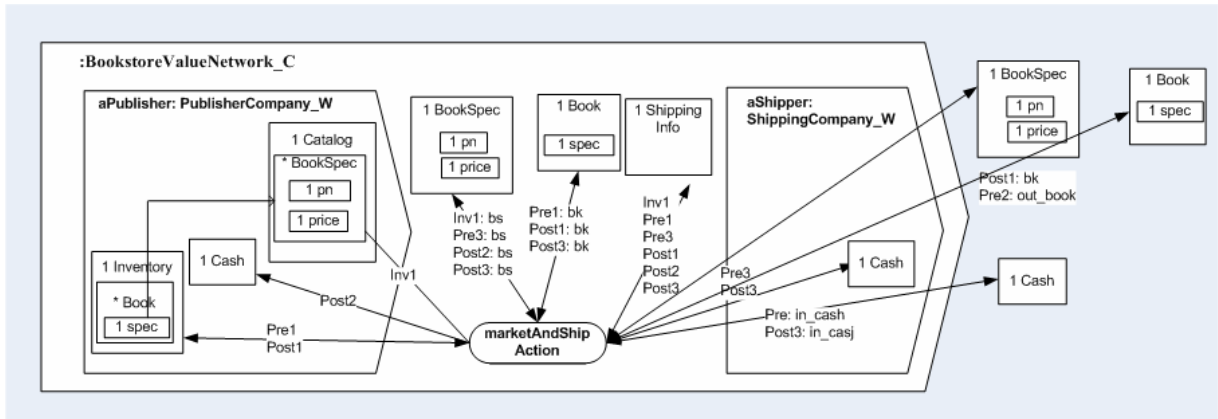 :BookstoreValueNetwork_C
aPublisher: PublisherCompany_W
1 Catalog
* BookSpec
1 pn
1 price
1 Inventory
* Book
1 spec
1 Cash
Inv1
Post2
Pre1
Post1
1 BookSpec
1 pn
1 price
Inv1: bs
Pre3: bs
Post2: bs
Post3: bs
1 Book
1 spec
Pre1: bk
Post1: bk
Post3: bk
1 Shipping
Info
Inv1
Pre1
Pre3
Post1
Post2
Post3
marketAndShip
Action
aShipper:
ShippingCompany_W
1 Cash
Pre3
Post3
Pre: in_cash
Post3: in_casj
1 BookSpec
1 pn
1 price
1 Book
1 spec
Post1: bk
Pre2: out_book
1 Cash